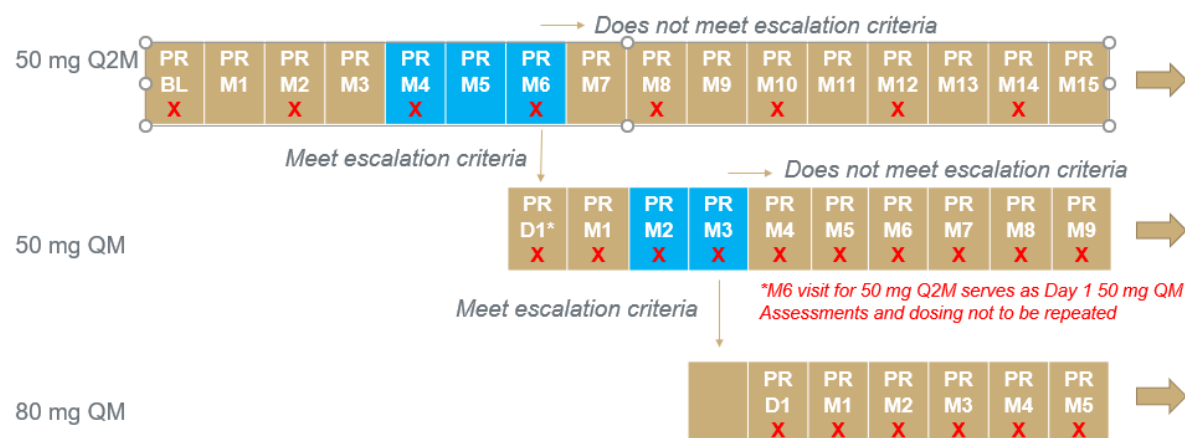 Does not meet escalation criteria
50 mg Q2M
PR PR PR PR PR PR PR PR PR PR PR PR PR PR PR PR
BL M1 M2 M3 M4 M5 M6 M7 M8 M9 M10 M11 M12 M13 M14 M15
X X X X X X X X
Meet escalation criteria
Does not meet escalation criteria
50 mg QM
PR PR PR PR PR PR PR PR PR PR
D1* M1 M2 M3 M4 M5 M6 M7 M8 M9
X X X X X X X X X X
*M6 visit for 50 mg Q2M serves as Day 1 50 mg QM
Assessments and dosing not to be repeated
Meet escalation criteria
80 mg QM
PR PR PR PR PR PR
D1 M1 M2 M3 M4 M5
X X X X X X